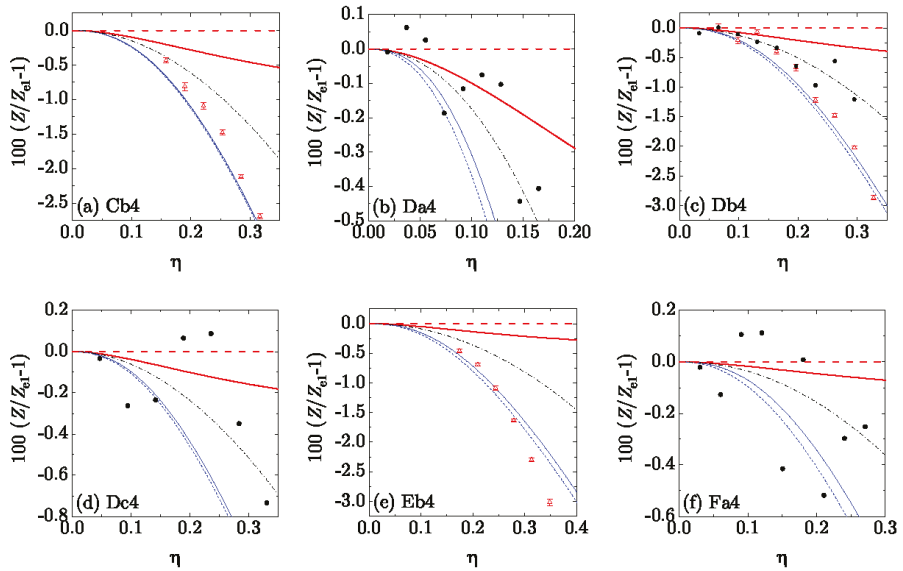 0.0
-0.5
-1.0
-1.5
-2.0
-2.5
100 (Z/Z_el-1)
(a) Cb4
0.0 0.1 0.2 0.3
η
0.1
0.0
-0.1
-0.2
-0.3
-0.4
-0.5
100 (Z/Z_el-1)
(b) Da4
0.00 0.05 0.10 0.15 0.20
η
0.0
-0.5
-1.0
-1.5
-2.0
-2.5
-3.0
100 (Z/Z_el-1)
(c) Db4
0.0 0.1 0.2 0.3
η
0.2
0.0
-0.2
-0.4
-0.6
-0.8
100 (Z/Z_el-1)
(d) Dc4
0.0 0.1 0.2 0.3
η
0.0
-0.5
-1.0
-1.5
-2.0
-2.5
-3.0
100 (Z/Z_el-1)
(e) Eb4
0.0 0.1 0.2 0.3 0.4
η
0.2
0.0
-0.2
-0.4
-0.6
100 (Z/Z_el-1)
(f) Fa4
0.0 0.1 0.2 0.3
η